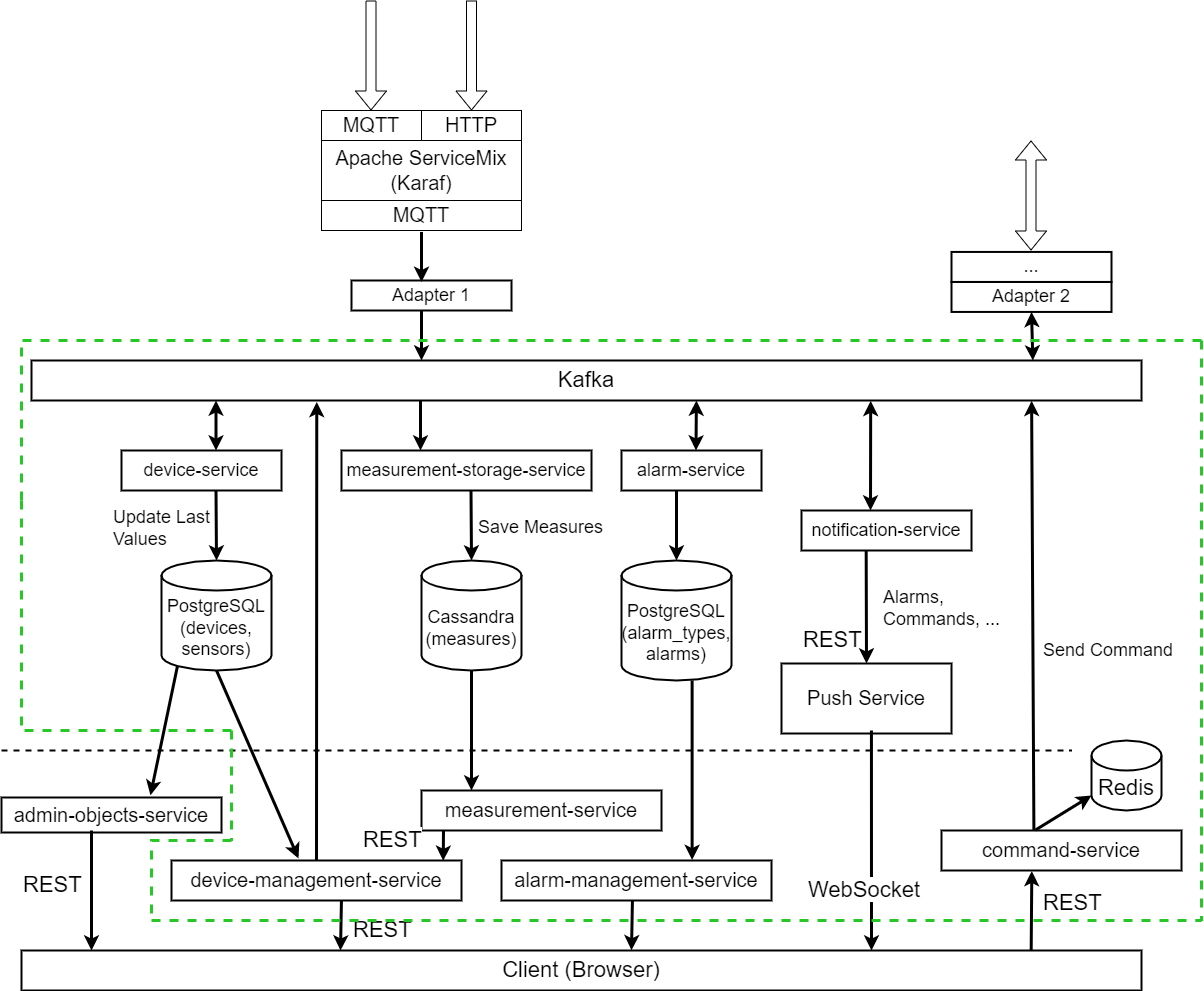 MQTT
HTTP
Apache ServiceMix
(Karaf)
MQTT
Adapter 1
...
Adapter 2
Kafka
device-service
measurement-storage-service
alarm-service
notification-service
Update Last
Values
Save Measures
PostgreSQL
(devices,
sensors)
Cassandra
(measures)
PostgreSQL
(alarm_types,
alarms)
Alarms,
Commands, ...
REST
Send Command
Push Service
Redis
admin-objects-service
measurement-service
REST
command-service
device-management-service
alarm-management-service
REST
WebSocket
REST
REST
Client (Browser)